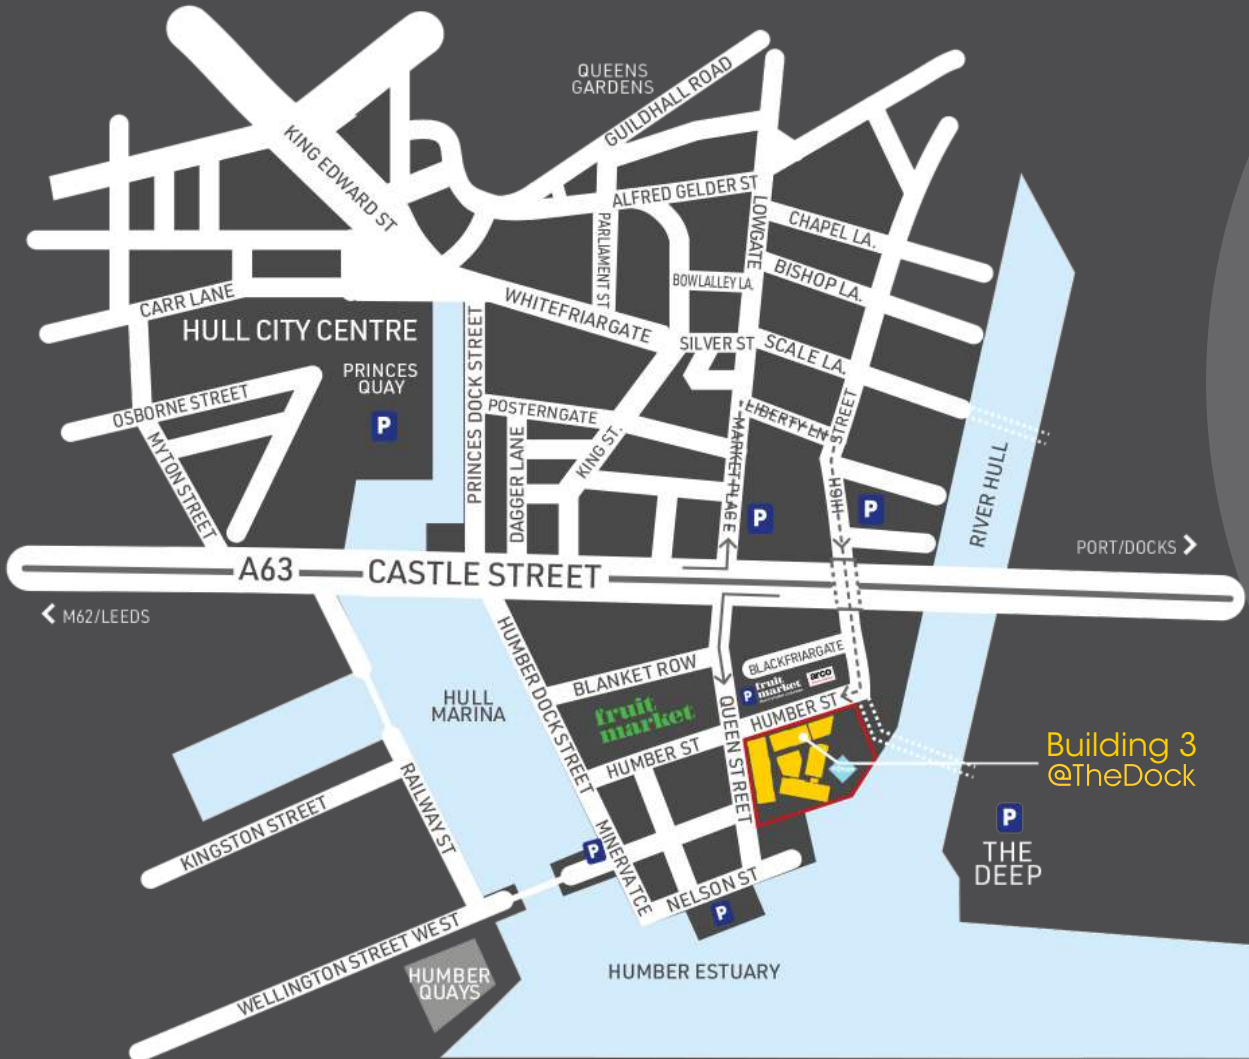 QUEENS
GARDENS
GUILDHALL ROAD
KING EDWARD ST
ALFRED GELDER ST
LOWGATE
CHAPEL LA.
PARLIAMENT ST
BISHOP LA.
BOWLALLEY LA.
CARR LANE
WHITEFRIARGATE
HULL CITY CENTRE
SILVER ST
SCALE LA.
PRINCES
QUAY
P
PRINCES DOCK STREET
OSBORNE STREET
POSTERNGATE
LIBERTY LN
HIGH STREET
MARKET PLACE
MYTON STREET
DAGGER LANE
KING ST.
P
P
RIVER HULL
PORT/DOCKS
A63
CASTLE STREET
M62/LEEDS
HUMBER DOCK STREET
BLANKET ROW
BLACKFRIARGATE
HULL
MARINA
fruit
market
P
fruit
market
arco
HUMBER ST
HUMBER ST
QUEEN STREET
Building 3
@TheDock
RAILWAY ST
KINGSTON STREET
P
MINERVA TCE
P
THE
DEEP
NELSON ST
P
WELLINGTON STREET WEST
HUMBER
QUAYS
HUMBER ESTUARY